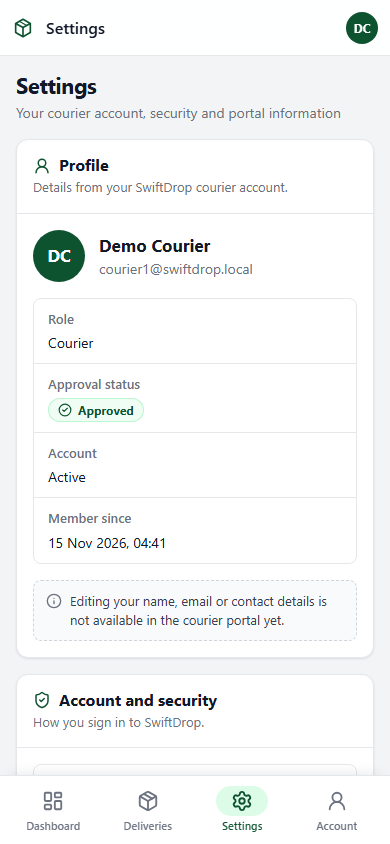 Settings
DC
Settings
Your courier account, security and portal information
Profile
Details from your SwiftDrop courier account.
DC
Demo Courier
courier1@swiftdrop.local
Role
Courier
Approval status
Approved
Account
Active
Member since
15 Nov 2026, 04:41
Editing your name, email or contact details is
not available in the courier portal yet.
Account and security
How you sign in to SwiftDrop.
Dashboard
Deliveries
Settings
Account